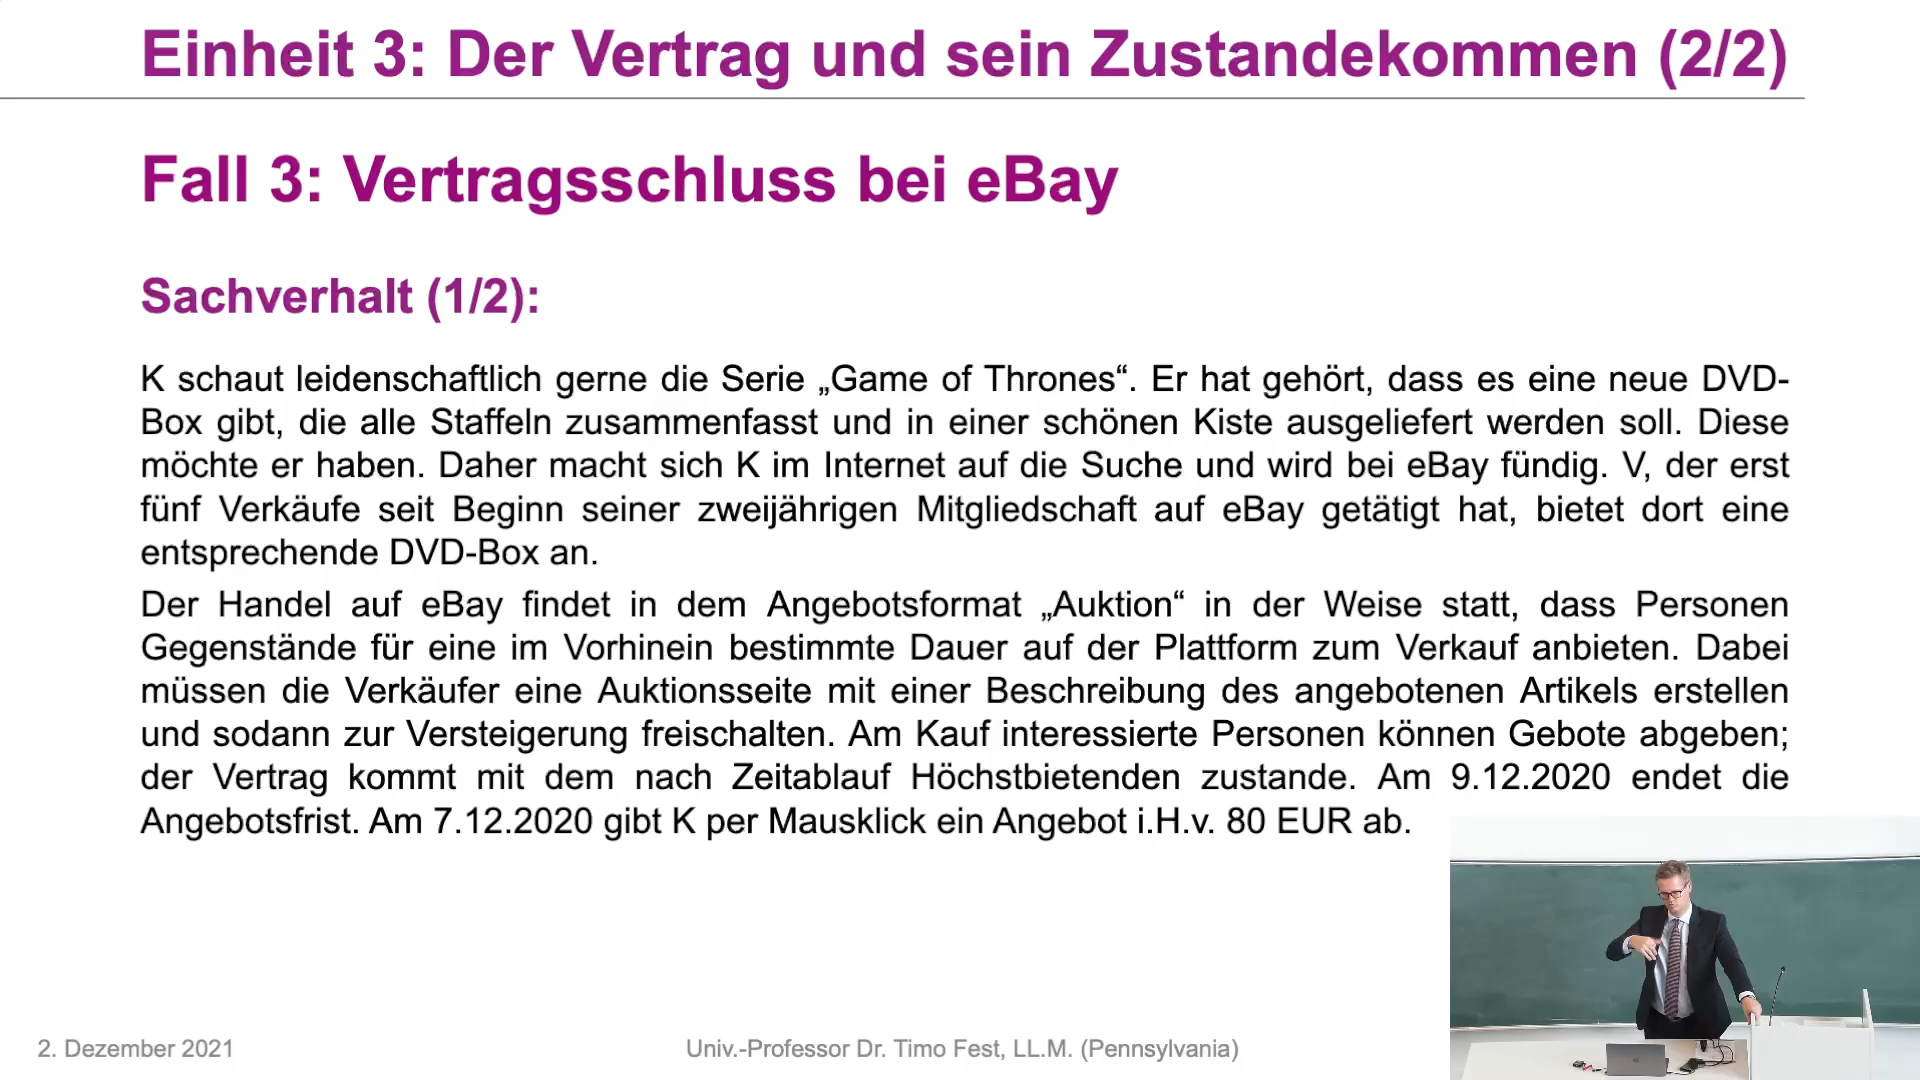 Einheit 3: Der Vertrag und sein Zustandekommen (2/2)
Fall 3: Vertragsschluss bei eBay
Sachverhalt (1/2):
K schaut leidenschaftlich gerne die Serie „Game of Thrones“. Er hat gehört, dass es eine neue DVD-
Box gibt, die alle Staffeln zusammenfasst und in einer schönen Kiste ausgeliefert werden soll. Diese
möchte er haben. Daher macht sich K im Internet auf die Suche und wird bei eBay fündig. V, der erst
fünf Verkäufe seit Beginn seiner zweijährigen Mitgliedschaft auf eBay getätigt hat, bietet dort eine
entsprechende DVD-Box an.
Der Handel auf eBay findet in dem Angebotsformat „Auktion“ in der Weise statt, dass Personen
Gegenstände für eine im Vorhinein bestimmte Dauer auf der Plattform zum Verkauf anbieten. Dabei
müssen die Verkäufer eine Auktionsseite mit einer Beschreibung des angebotenen Artikels erstellen
und sodann zur Versteigerung freischalten. Am Kauf interessierte Personen können Gebote abgeben;
der Vertrag kommt mit dem nach Zeitablauf Höchstbietenden zustande. Am 9.12.2020 endet die
Angebotsfrist. Am 7.12.2020 gibt K per Mausklick ein Angebot i.H.v. 80 EUR ab.
2. Dezember 2021
Univ.-Professor Dr. Timo Fest, LL.M. (Pennsylvania)